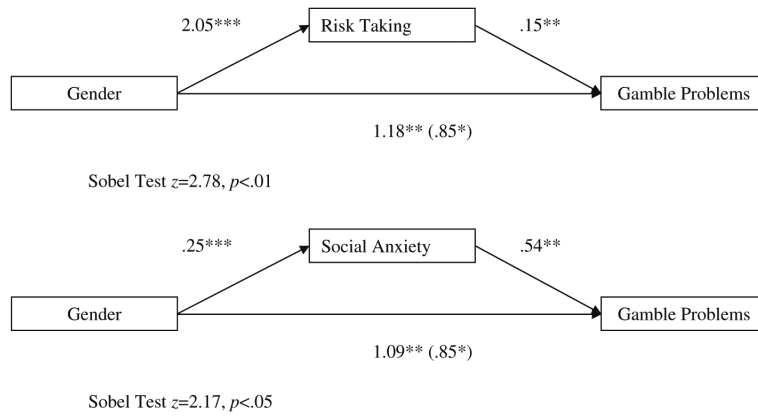 2.05***
Risk Taking
.15**
Gender
Gamble Problems
1.18** (.85*)
Sobel Test z=2.78, p<.01
.25***
Social Anxiety
.54**
Gender
Gamble Problems
1.09** (.85*)
Sobel Test z=2.17, p<.05